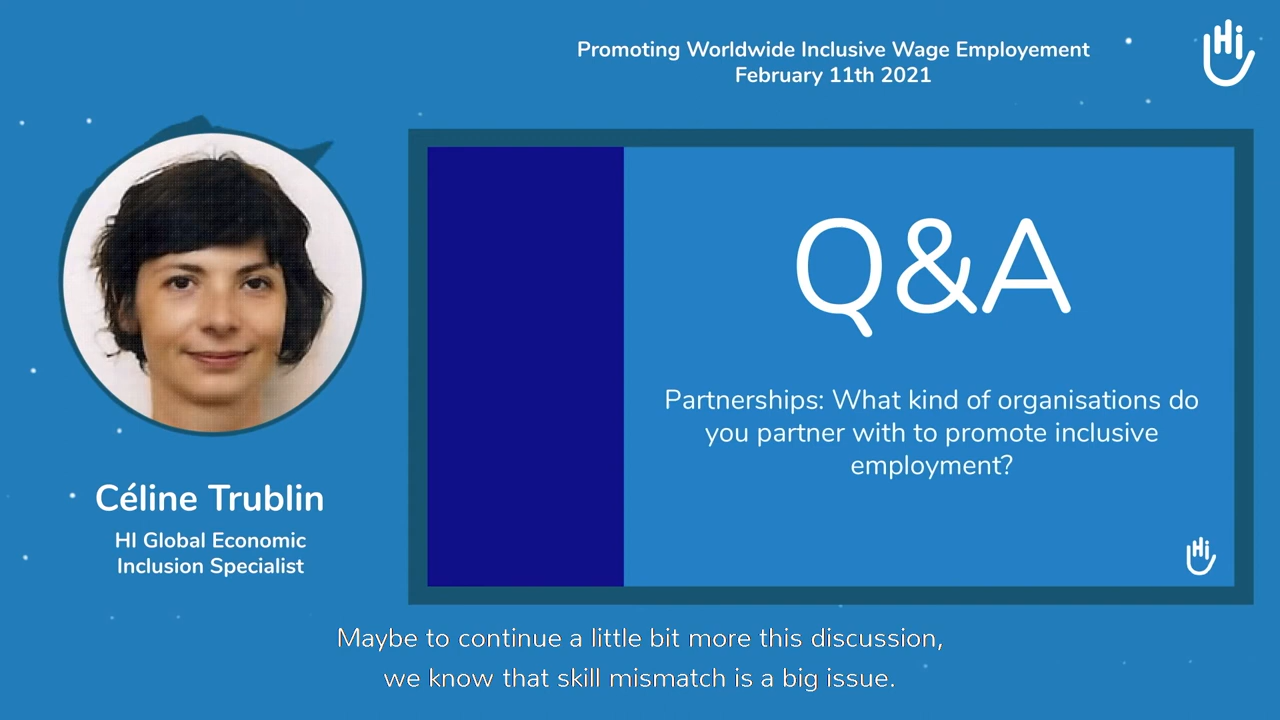 Promoting Worldwide Inclusive Wage Employement
February 11th 2021
Hi
Q&A
Partnerships: What kind of organisations do
you partner with to promote inclusive
employment?
Hi
Céline Trublin
HI Global Economic
Inclusion Specialist
Maybe to continue a little bit more this discussion,
we know that skill mismatch is a big issue.